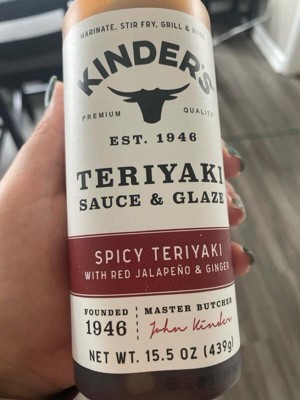 MARINATE, STIR FRY, GRILL & MORE
KINDER'S
PREMIUM QUALITY
EST. 1946
TERIYAKI
SAUCE & GLAZE
SPICY TERIYAKI
WITH RED JALAPEÑO & GINGER
FOUNDED
1946
MASTER BUTCHER
John Kinder
NET WT. 15.5 OZ (439g)